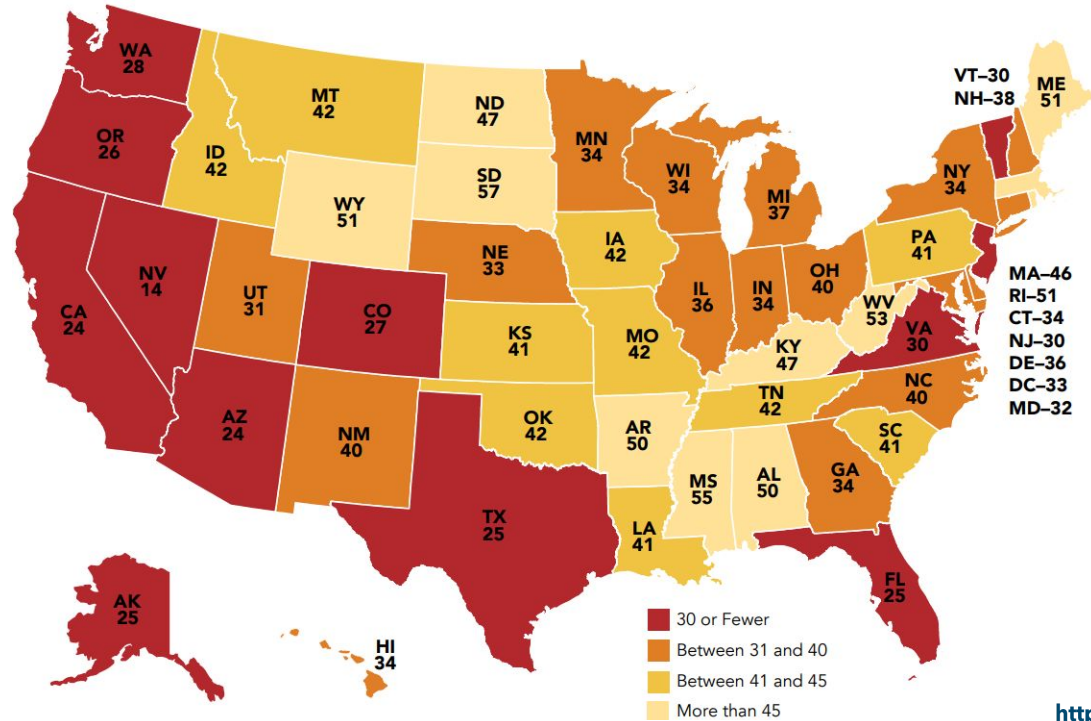 WA
28
OR
26
CA
24
NV
14
ID
42
MT
42
WY
51
UT
31
AZ
24
CO
27
NM
40
ND
47
SD
57
NE
33
KS
41
OK
42
TX
25
MN
34
IA
42
MO
42
AR
50
LA
41
WI
34
IL
36
MI
37
IN
34
OH
40
KY
47
TN
42
MS
55
AL
50
GA
34
FL
25
SC
41
NC
40
VA
30
WV
53
PA
41
NY
34
VT–30
NH–38
ME
51
MA–46
RI–51
CT–34
NJ–30
DE–36
DC–33
MD–32
AK
25
HI
34
30 or Fewer
Between 31 and 40
Between 41 and 45
More than 45
http